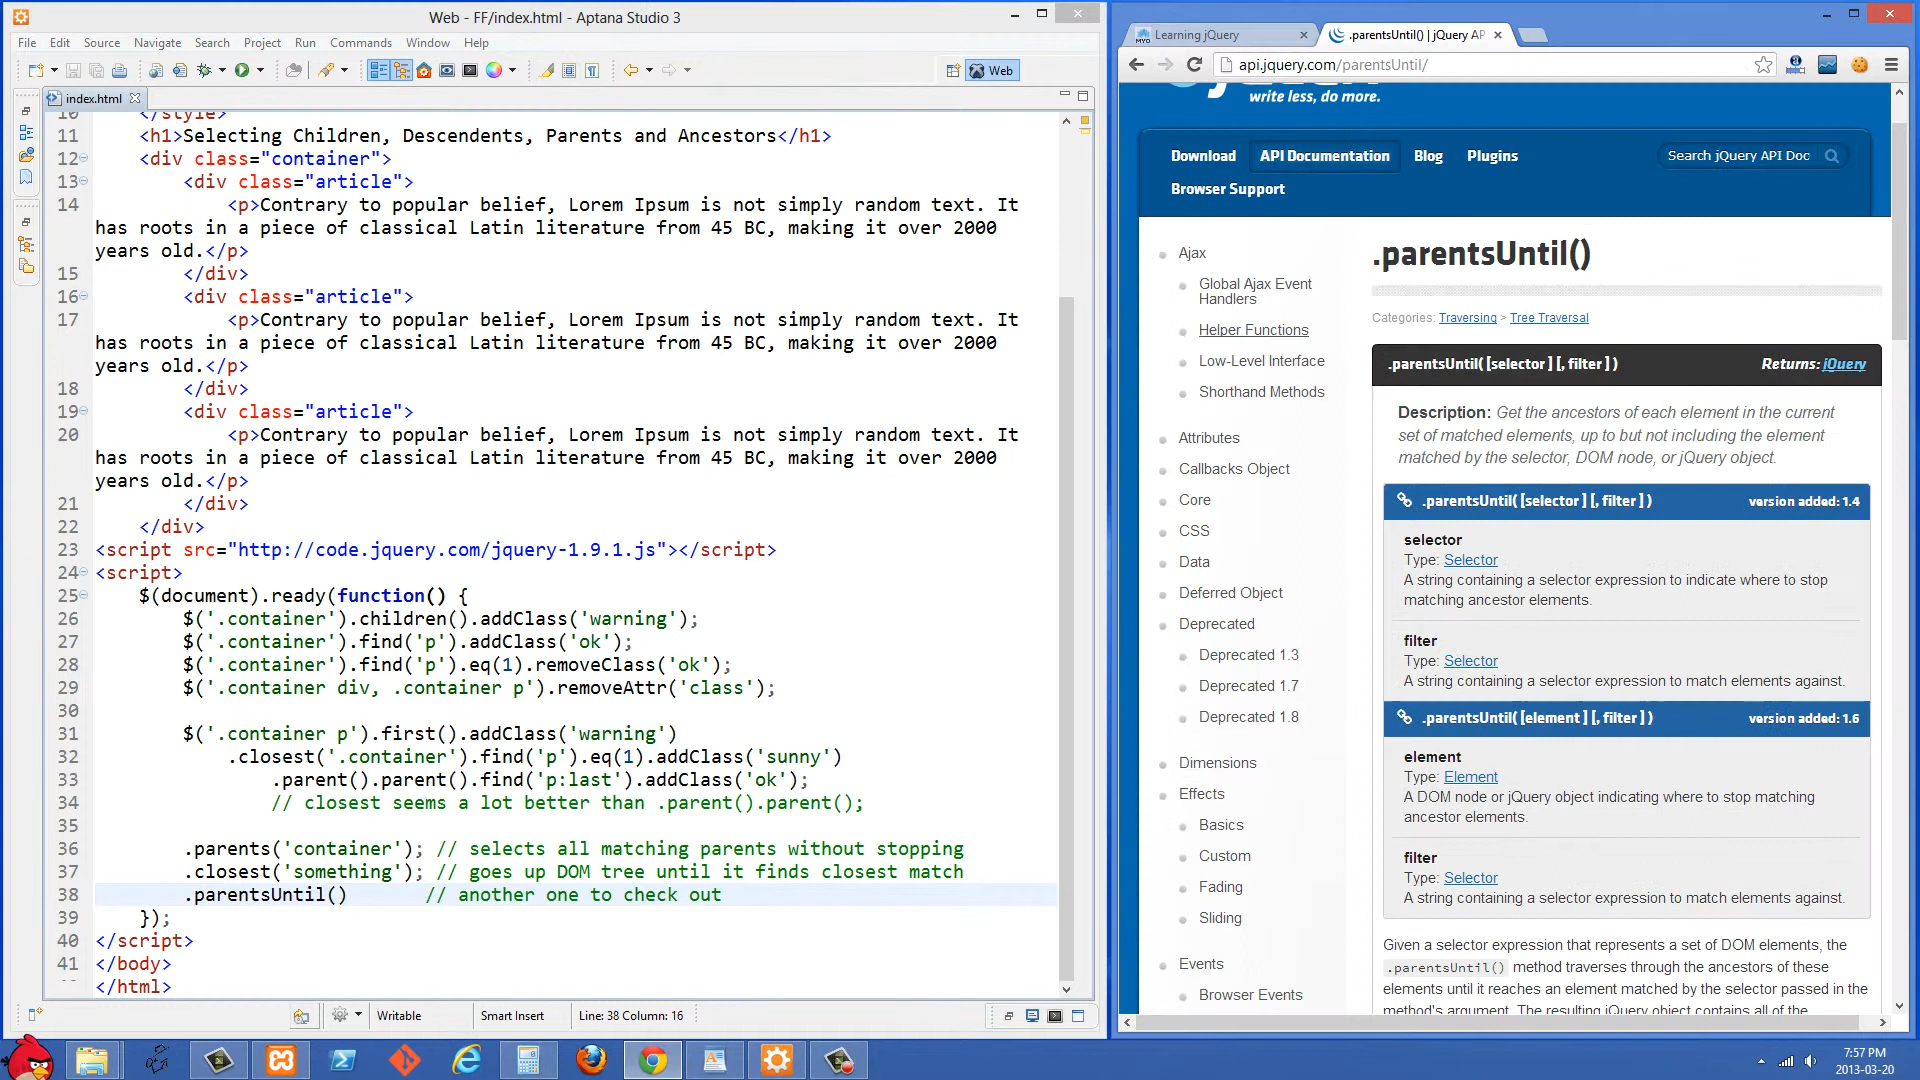 Web - FF/index.html - Aptana Studio 3
File Edit Source Navigate Search Project Run Commands Window Help
Web
index.html
10 </style>
11 <h1>Selecting Children, Descendents, Parents and Ancestors</h1>
12 <div class="container">
13 <div class="article">
14 <p>Contrary to popular belief, Lorem Ipsum is not simply random text. It
has roots in a piece of classical Latin literature from 45 BC, making it over 2000
years old.</p>
15 </div>
16 <div class="article">
17 <p>Contrary to popular belief, Lorem Ipsum is not simply random text. It
has roots in a piece of classical Latin literature from 45 BC, making it over 2000
years old.</p>
18 </div>
19 <div class="article">
20 <p>Contrary to popular belief, Lorem Ipsum is not simply random text. It
has roots in a piece of classical Latin literature from 45 BC, making it over 2000
years old.</p>
21 </div>
22 </div>
23 <script src="http://code.jquery.com/jquery-1.9.1.js"></script>
24 <script>
25 $(document).ready(function() {
26 $('.container').children().addClass('warning');
27 $('.container').find('p').addClass('ok');
28 $('.container').find('p').eq(1).removeClass('ok');
29 $('.container div, .container p').removeAttr('class');
30
31 $('.container p').first().addClass('warning')
32 .closest('.container').find('p').eq(1).addClass('sunny')
33 .parent().parent().find('p:last').addClass('ok');
34 // closest seems a lot better than .parent().parent();
35
36 .parents('container'); // selects all matching parents without stopping
37 .closest('something'); // goes up DOM tree until it finds closest match
38 .parentsUntil() // another one to check out
39 });
40 </script>
41 </body>
</html>
Writable Smart Insert Line: 38 Column: 16
Learning jQuery
.parentsUntil() | jQuery AP
api.jquery.com/parentsUntil/
write less, do more.
Download API Documentation Blog Plugins
Search jQuery API Doc
Browser Support
Ajax
Global Ajax Event
Handlers
Helper Functions
Low-Level Interface
Shorthand Methods
Attributes
Callbacks Object
Core
CSS
Data
Deferred Object
Deprecated
Deprecated 1.3
Deprecated 1.7
Deprecated 1.8
Dimensions
Effects
Basics
Custom
Fading
Sliding
Events
Browser Events
.parentsUntil()
Categories: Traversing > Tree Traversal
.parentsUntil( [selector ] [, filter ] ) Returns: jQuery
Description: Get the ancestors of each element in the current
set of matched elements, up to but not including the element
matched by the selector, DOM node, or jQuery object.
.parentsUntil( [selector ] [, filter ] ) version added: 1.4
selector
Type: Selector
A string containing a selector expression to indicate where to stop
matching ancestor elements.
filter
Type: Selector
A string containing a selector expression to match elements against.
.parentsUntil( [element ] [, filter ] ) version added: 1.6
element
Type: Element
A DOM node or jQuery object indicating where to stop matching
ancestor elements.
filter
Type: Selector
A string containing a selector expression to match elements against.
Given a selector expression that represents a set of DOM elements, the
.parentsUntil() method traverses through the ancestors of these
elements until it reaches an element matched by the selector passed in the
method's argument. The resulting jQuery object contains all of the
7:57 PM
2013-03-20